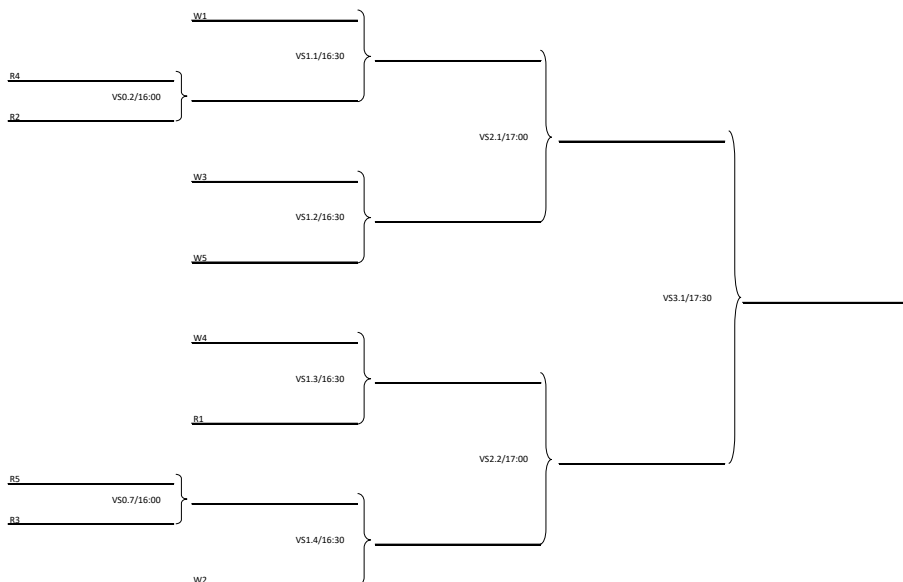 W1
VS1.1/16:30
R4
VS0.2/16:00
R2
VS2.1/17:00
W3
VS1.2/16:30
W5
VS3.1/17:30
W4
VS1.3/16:30
R1
VS2.2/17:00
R5
VS0.7/16:00
R3
VS1.4/16:30
W2